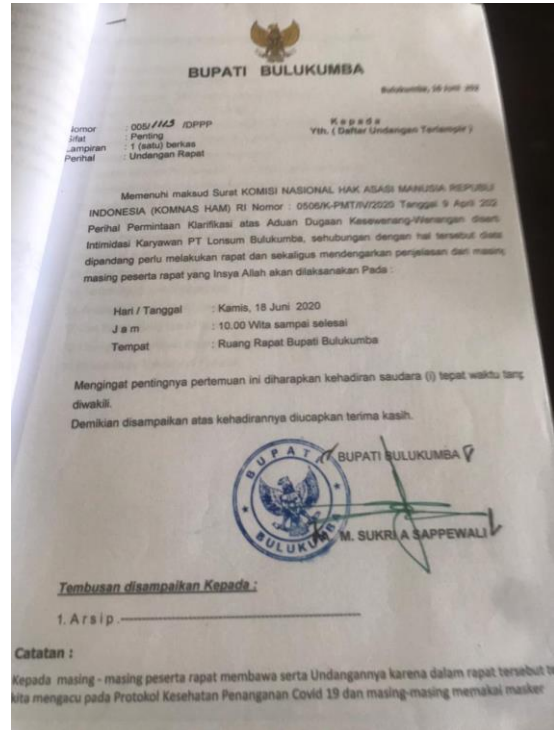 BUPATI BULUKUMBA
Bulukumba, 16 Juni
Kepada
Nomor : 005/ /DPPP
Yth. ( Daftar Undangan Terlampir )
Sifat : Penting
Lampiran : 1 (satu) berkas
Perihal : Undangan Rapat
Memenuhi maksud Surat KOMISI NASIONAL HAK ASASI MANUSIA
INDONESIA (KOMNAS HAM) RI Nomor : 0506/K-PMT/IV/2020 Tanggal 9 April
Perihal Permintaan Klarifikasi atas Aduan Dugaan Kesewenang-Wenangan
Intimidasi Karyawan PT Lonsum Bulukumba, sehubungan dengan hal tersebut
dipandang perlu melakukan rapat dan sekaligus mendengarkan penjelasan dari masing
masing peserta rapat yang Insya Allah akan dilaksanakan Pada :
Hari / Tanggal : Kamis, 18 Juni 2020
J a m : 10.00 Wita sampai selesai
Tempat : Ruang Rapat Bupati Bulukumba
Mengingat pentingnya pertemuan ini diharapkan kehadiran saudara (i) tepat waktu
diwakili.
Demikian disampaikan atas kehadirannya diucapkan terima kasih.
BUPATI BULUKUMBA
BUPATI
BULUKUMBA
M. SUKRI A SAPPEWALI
Tembusan disampaikan Kepada :
1. A r s i p .
Catatan :
Kepada masing - masing peserta rapat membawa serta Undangannya karena dalam rapat tersebut
kita mengacu pada Protokol Kesehatan Penanganan Covid 19 dan masing-masing memakai masker